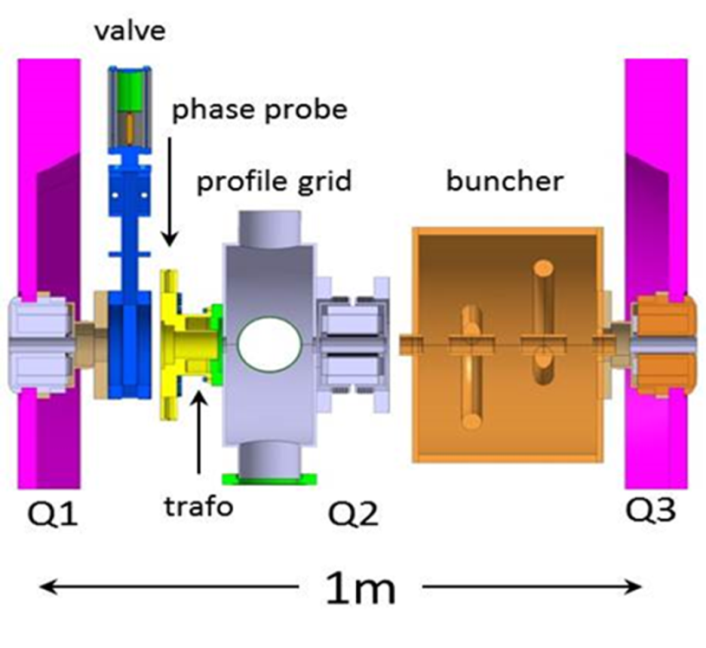 valve
phase probe
profile grid
buncher
trafo
Q1
Q2
Q3
1m